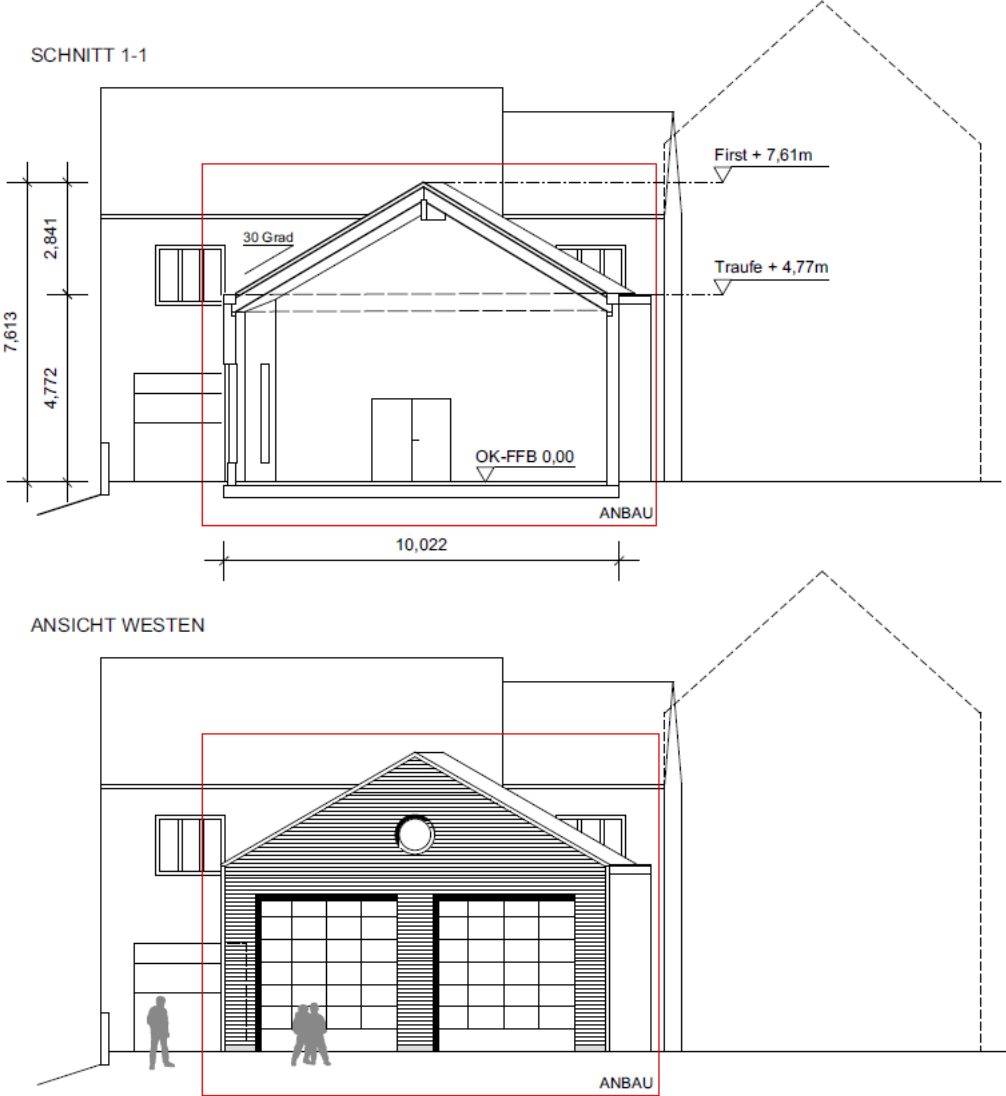 SCHNITT 1-1
First + 7,61m
2,841
30 Grad
Traufe + 4,77m
7,613
4,772
OK-FFB 0,00
ANBAU
10,022
ANSICHT WESTEN
ANBAU